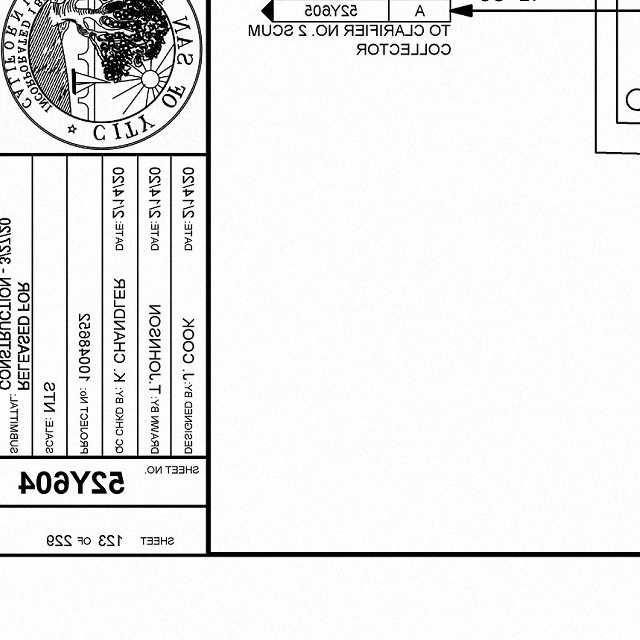 52Y605
A
TO CLARIFIER NO. 2 SCUM
COLLECTOR
CITY OF SAN
CALIFORNIA
INCORPORATED
DESIGNED BY: J. COOK DATE: 2/14/20
DRAWN BY: T.JOHNSON DATE: 2/14/20
QC CHKD BY: K. CHANDLER DATE: 2/14/20
PROJECT No: 10048652
SCALE: NTS
SUBMITTAL: RELEASED FOR
CONSTRUCTION - 3/27/20
SHEET NO.
52Y604
SHEET 123 OF 229